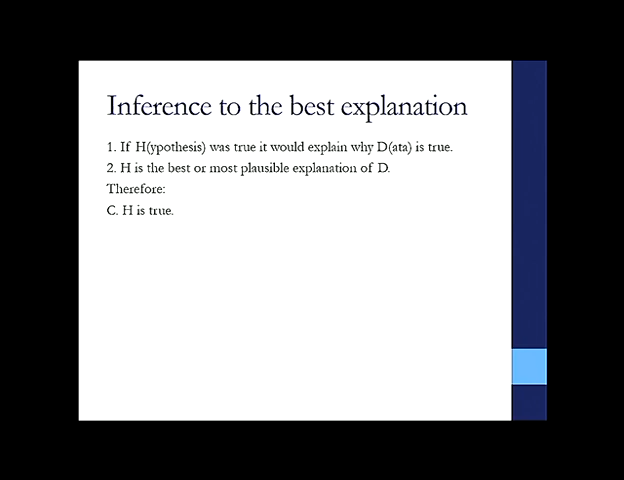 Inference to the best explanation
1. If H(ypothesis) was true it would explain why D(ata) is true.
2. H is the best or most plausible explanation of D.
Therefore:
C. H is true.